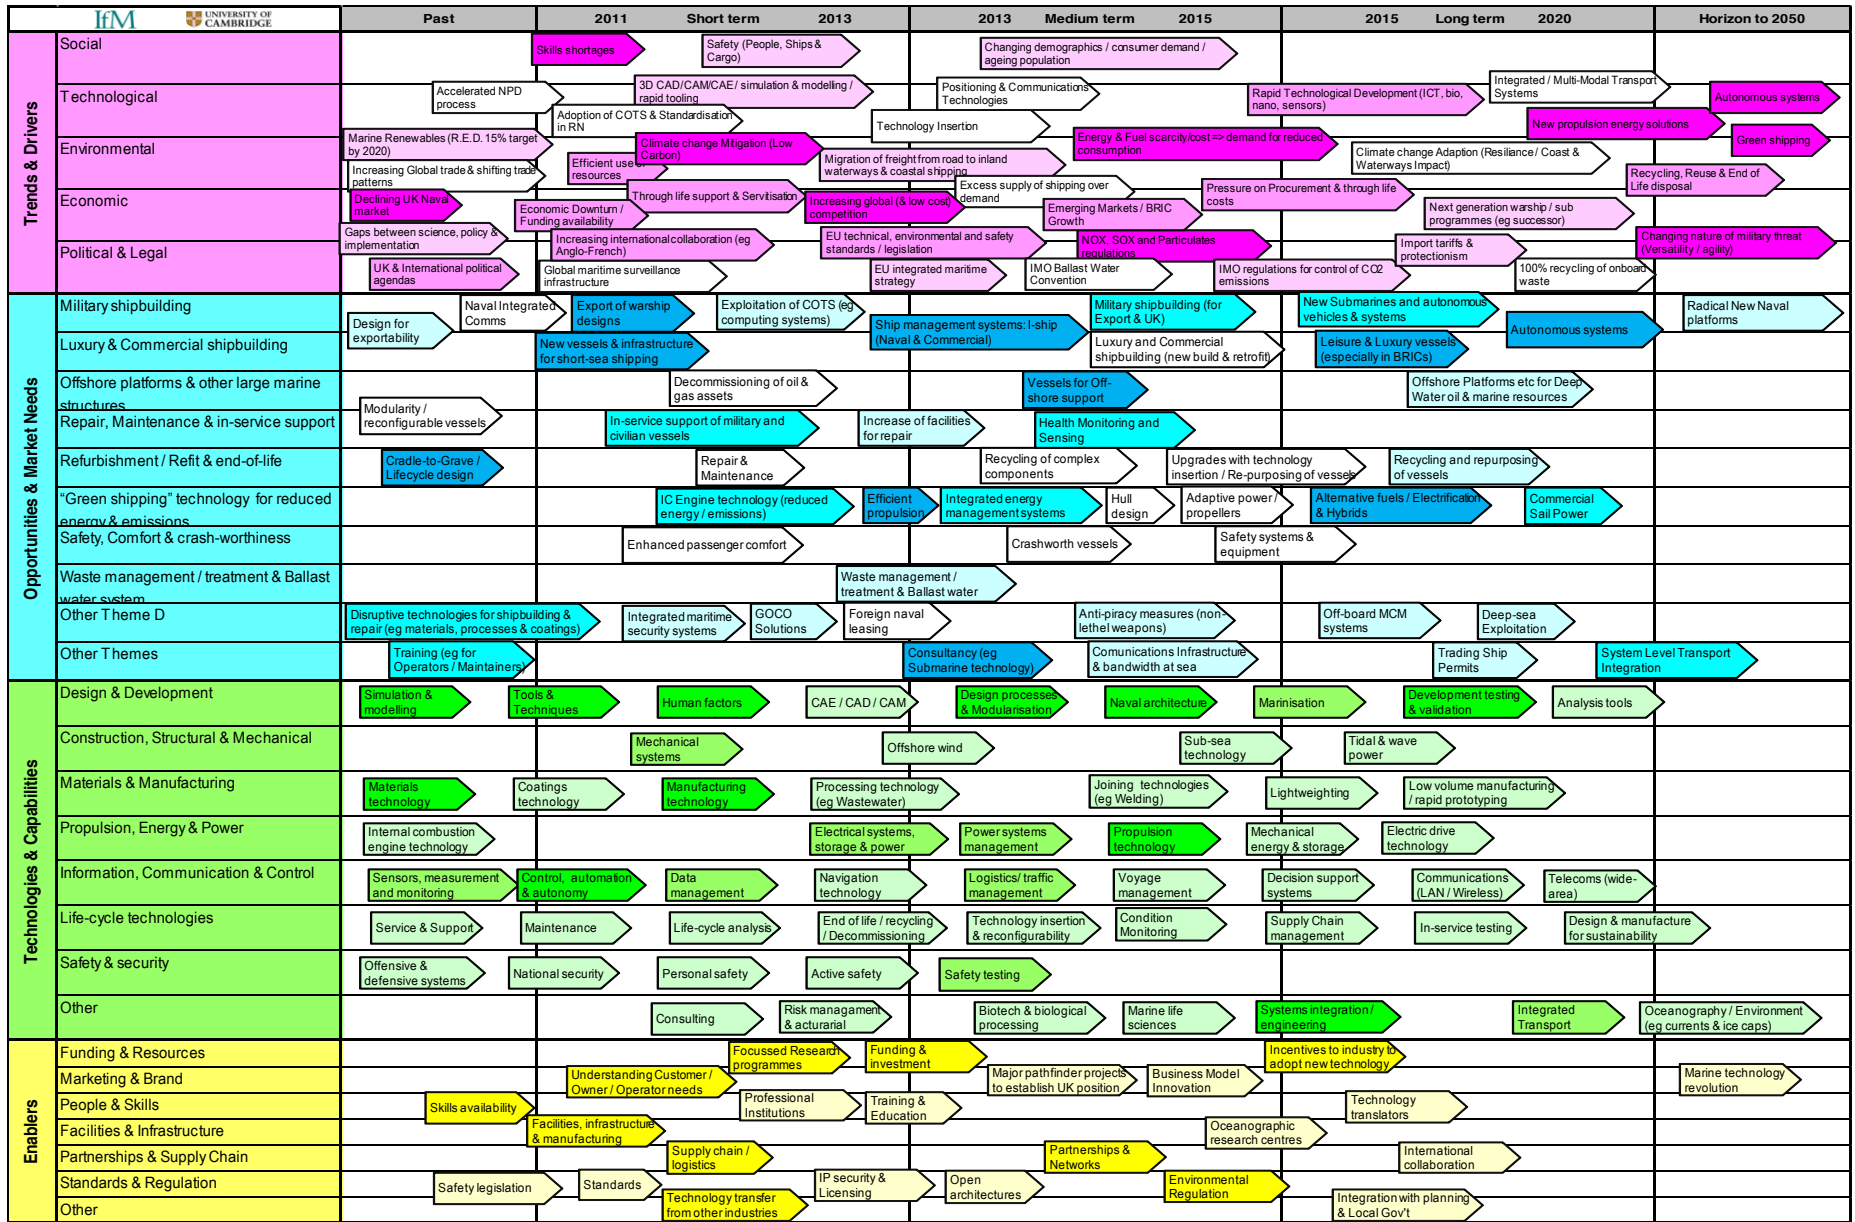 IfM UNIVERSITY OF
CAMBRIDGE
Past
2011 Short term 2013
2013 Medium term 2015
2015 Long term 2020
Horizon to 2050
Trends & Drivers
Social
Skills shortages
Safety (People, Ships &
Cargo)
Changing demographics / consumer demand /
ageing population
Technological
Accelerated NPD
process
3D CAD/CAM/CAE/ simulation & modelling /
rapid tooling
Adoption of COTS & Standardisation
in RN
Positioning & Communications
Technologies
Technology Insertion
Rapid Technological Development (ICT, bio,
nano, sensors)
Integrated / Multi-Modal Transport
Systems
Autonomous systems
New propulsion energy solutions
Green shipping
Environmental
Marine Renewables (R.E.D. 15% target
by 2020)
Climate change Mitigation (Low
Carbon)
Efficient use of
resources
Migration of freight from road to inland
waterways & coastal shipping
Energy & Fuel scarcity/cost => demand for reduced
consumption
Climate change Adaption (Resiliance / Coast &
Waterways Impact)
Recycling, Reuse & End of
Life disposal
Increasing Global trade & shifting trade
patterns
Economic
Declining UK Naval
market
Economic Downturn /
Funding availability
Through life support & Servitisation
Increasing global (& low cost)
competition
Excess supply of shipping over
demand
Emerging Markets / BRIC
Growth
Pressure on Procurement & through life
costs
Next generation warship / sub
programmes (eg successor)
Political & Legal
Gaps between science, policy &
implementation
UK & International political
agendas
Increasing international collaboration (eg
Anglo-French)
Global maritime surveillance
infrastructure
EU technical, environmental and safety
standards / legislation
EU integrated maritime
strategy
NOX, SOX and Particulates
regulations
IMO Ballast Water
Convention
IMO regulations for control of CO2
emissions
Import tariffs &
protectionism
100% recycling of onboard
waste
Changing nature of military threat
(Versatility / agility)
Opportunities & Market Needs
Military shipbuilding
Design for
exportability
Naval Integrated
Comms
Export of warship
designs
Exploitation of COTS (eg
computing systems)
Ship management systems: I-ship
(Naval & Commercial)
Military shipbuilding (for
Export & UK)
New Submarines and autonomous
vehicles & systems
Autonomous systems
Radical New Naval
platforms
Luxury & Commercial shipbuilding
New vessels & infrastructure
for short-sea shipping
Luxury and Commercial
shipbuilding (new build & retrofit)
Leisure & Luxury vessels
(especially in BRICs)
Offshore platforms & other large marine
structures
Decommissioning of oil &
gas assets
Vessels for Off-
shore support
Offshore Platforms etc for Deep
Water oil & marine resources
Repair, Maintenance & in-service support
Modularity /
reconfigurable vessels
In-service support of military and
civilian vessels
Increase of facilities
for repair
Health Monitoring and
Sensing
Refurbishment / Refit & end-of-life
Cradle-to-Grave /
Lifecycle design
Repair &
Maintenance
Recycling of complex
components
Upgrades with technology
insertion / Re-purposing of vessels
Recycling and repurposing
of vessels
“Green shipping” technology for reduced
energy & emissions
IC Engine technology (reduced
energy / emissions)
Efficient
propulsion
Integrated energy
management systems
Hull
design
Adaptive power /
propellers
Alternative fuels / Electrification
& Hybrids
Commercial
Sail Power
Safety, Comfort & crash-worthiness
Enhanced passenger comfort
Crashworth vessels
Safety systems &
equipment
Waste management / treatment & Ballast
water system
Waste management /
treatment & Ballast water
Other Theme D
Disruptive technologies for shipbuilding &
repair (eg materials, processes & coatings)
Integrated maritime
security systems
GOCO
Solutions
Foreign naval
leasing
Anti-piracy measures (non-
lethel weapons)
Off-board MCM
systems
Deep-sea
Exploitation
Other Themes
Training (eg for
Operators / Maintainers)
Consultancy (eg
Submarine technology)
Comunications Infrastructure
& bandwidth at sea
Trading Ship
Permits
System Level Transport
Integration
Technologies & Capabilities
Design & Development
Simulation &
modelling
Tools &
Techniques
Human factors
CAE / CAD / CAM
Design processes
& Modularisation
Naval architecture
Marinisation
Development testing
& validation
Analysis tools
Construction, Structural & Mechanical
Mechanical
systems
Offshore wind
Sub-sea
technology
Tidal & wave
power
Materials & Manufacturing
Materials
technology
Coatings
technology
Manufacturing
technology
Processing technology
(eg Wastewater)
Joining technologies
(eg Welding)
Lightweighting
Low volume manufacturing
/ rapid prototyping
Propulsion, Energy & Power
Internal combustion
engine technology
Electrical systems,
storage & power
Power systems
management
Propulsion
technology
Mechanical
energy & storage
Electric drive
technology
Information, Communication & Control
Sensors, measurement
and monitoring
Control, automation
& autonomy
Data
management
Navigation
technology
Logistics/ traffic
management
Voyage
management
Decision support
systems
Communications
(LAN / Wireless)
Telecoms (wide-
area)
Life-cycle technologies
Service & Support
Maintenance
Life-cycle analysis
End of life / recycling
/ Decommissioning
Technology insertion
& reconfigurability
Condition
Monitoring
Supply Chain
management
In-service testing
Design & manufacture
for sustainability
Safety & security
Offensive &
defensive systems
National security
Personal safety
Active safety
Safety testing
Other
Consulting
Risk managament
& acturarial
Biotech & biological
processing
Marine life
sciences
Systems integration /
engineering
Integrated
Transport
Oceanography / Environment
(eg currents & ice caps)
Enablers
Funding & Resources
Focussed Research
programmes
Funding &
investment
Incentives to industry to
adopt new technology
Marketing & Brand
Understanding Customer /
Owner / Operator needs
Major pathfinder projects
to establish UK position
Business Model
Innovation
Marine technology
revolution
People & Skills
Skills availability
Professional
Institutions
Training &
Education
Technology
translators
Facilities & Infrastructure
Facilities, infrastructure
& manufacturing
Oceanographic
research centres
Partnerships & Supply Chain
Supply chain /
logistics
Partnerships &
Networks
International
collaboration
Standards & Regulation
Safety legislation
Standards
IP security &
Licensing
Open
architectures
Environmental
Regulation
Other
Technology transfer
from other industries
Integration with planning
& Local Gov't